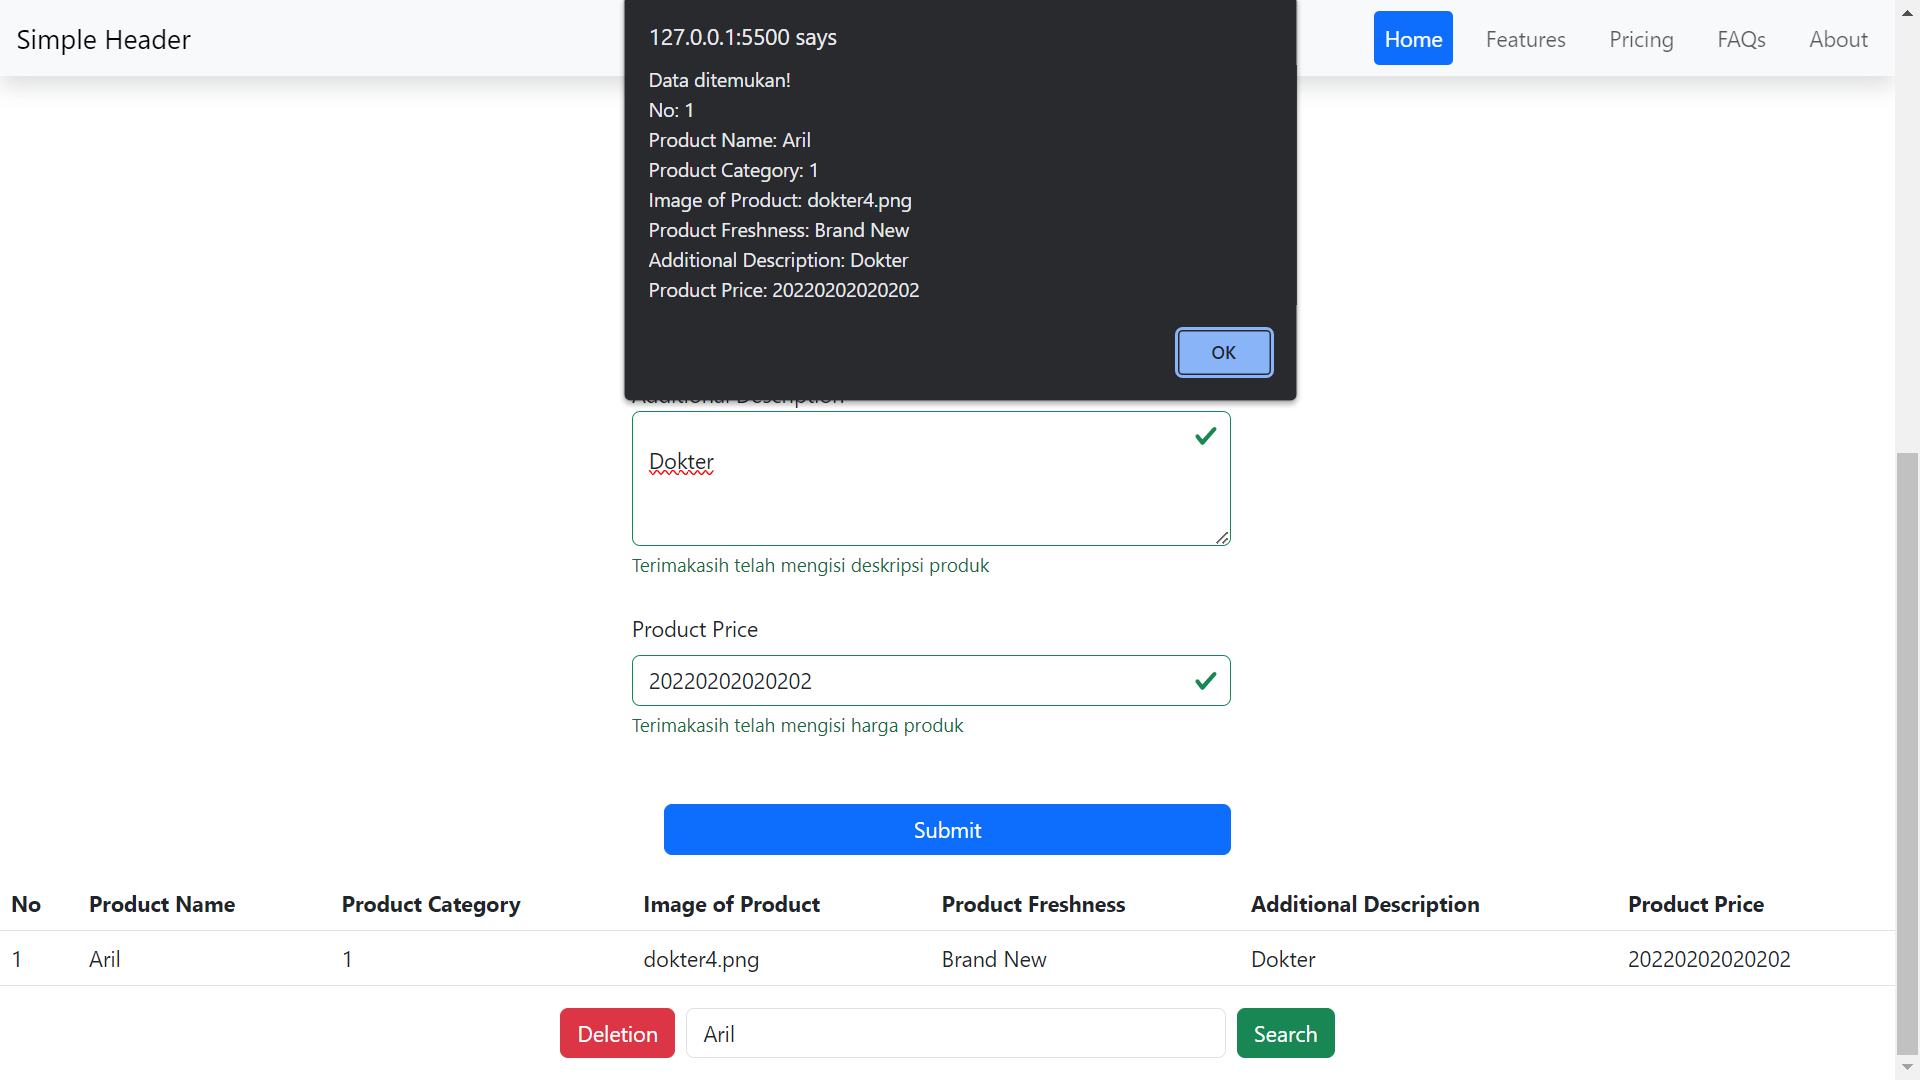 Simple Header
Home Features Pricing FAQs About
127.0.0.1:5500 says
Data ditemukan!
No: 1
Product Name: Aril
Product Category: 1
Image of Product: dokter4.png
Product Freshness: Brand New
Additional Description: Dokter
Product Price: 20220202020202
OK
Additional Description
Dokter
Terimakasih telah mengisi deskripsi produk
Product Price
20220202020202
Terimakasih telah mengisi harga produk
Submit
No Product Name Product Category Image of Product Product Freshness Additional Description Product Price
1 Aril 1 dokter4.png Brand New Dokter 20220202020202
Deletion Aril Search